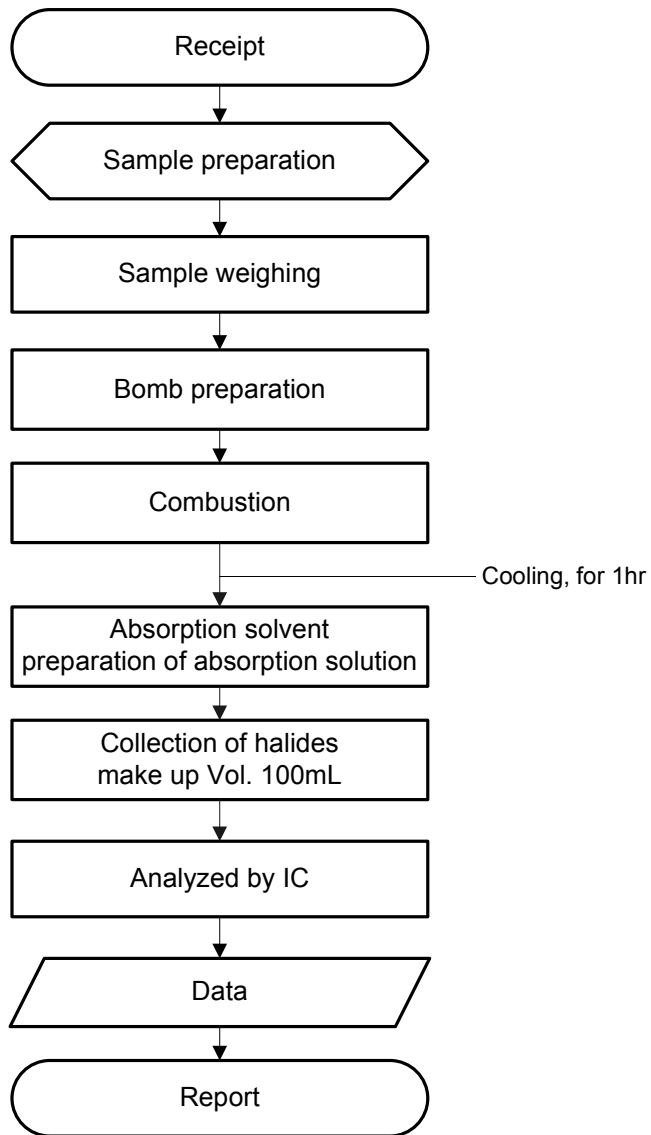 Receipt
Sample preparation
Sample weighing
Bomb preparation
Combustion
Cooling, for 1hr
Absorption solvent
preparation of absorption solution
Collection of halides
make up Vol. 100mL
Analyzed by IC
Data
Report